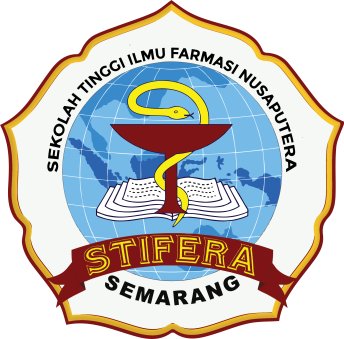 SEKOLAH TINGGI ILMU FARMASI NUSAPUTERA
STIFERA
SEMARANG